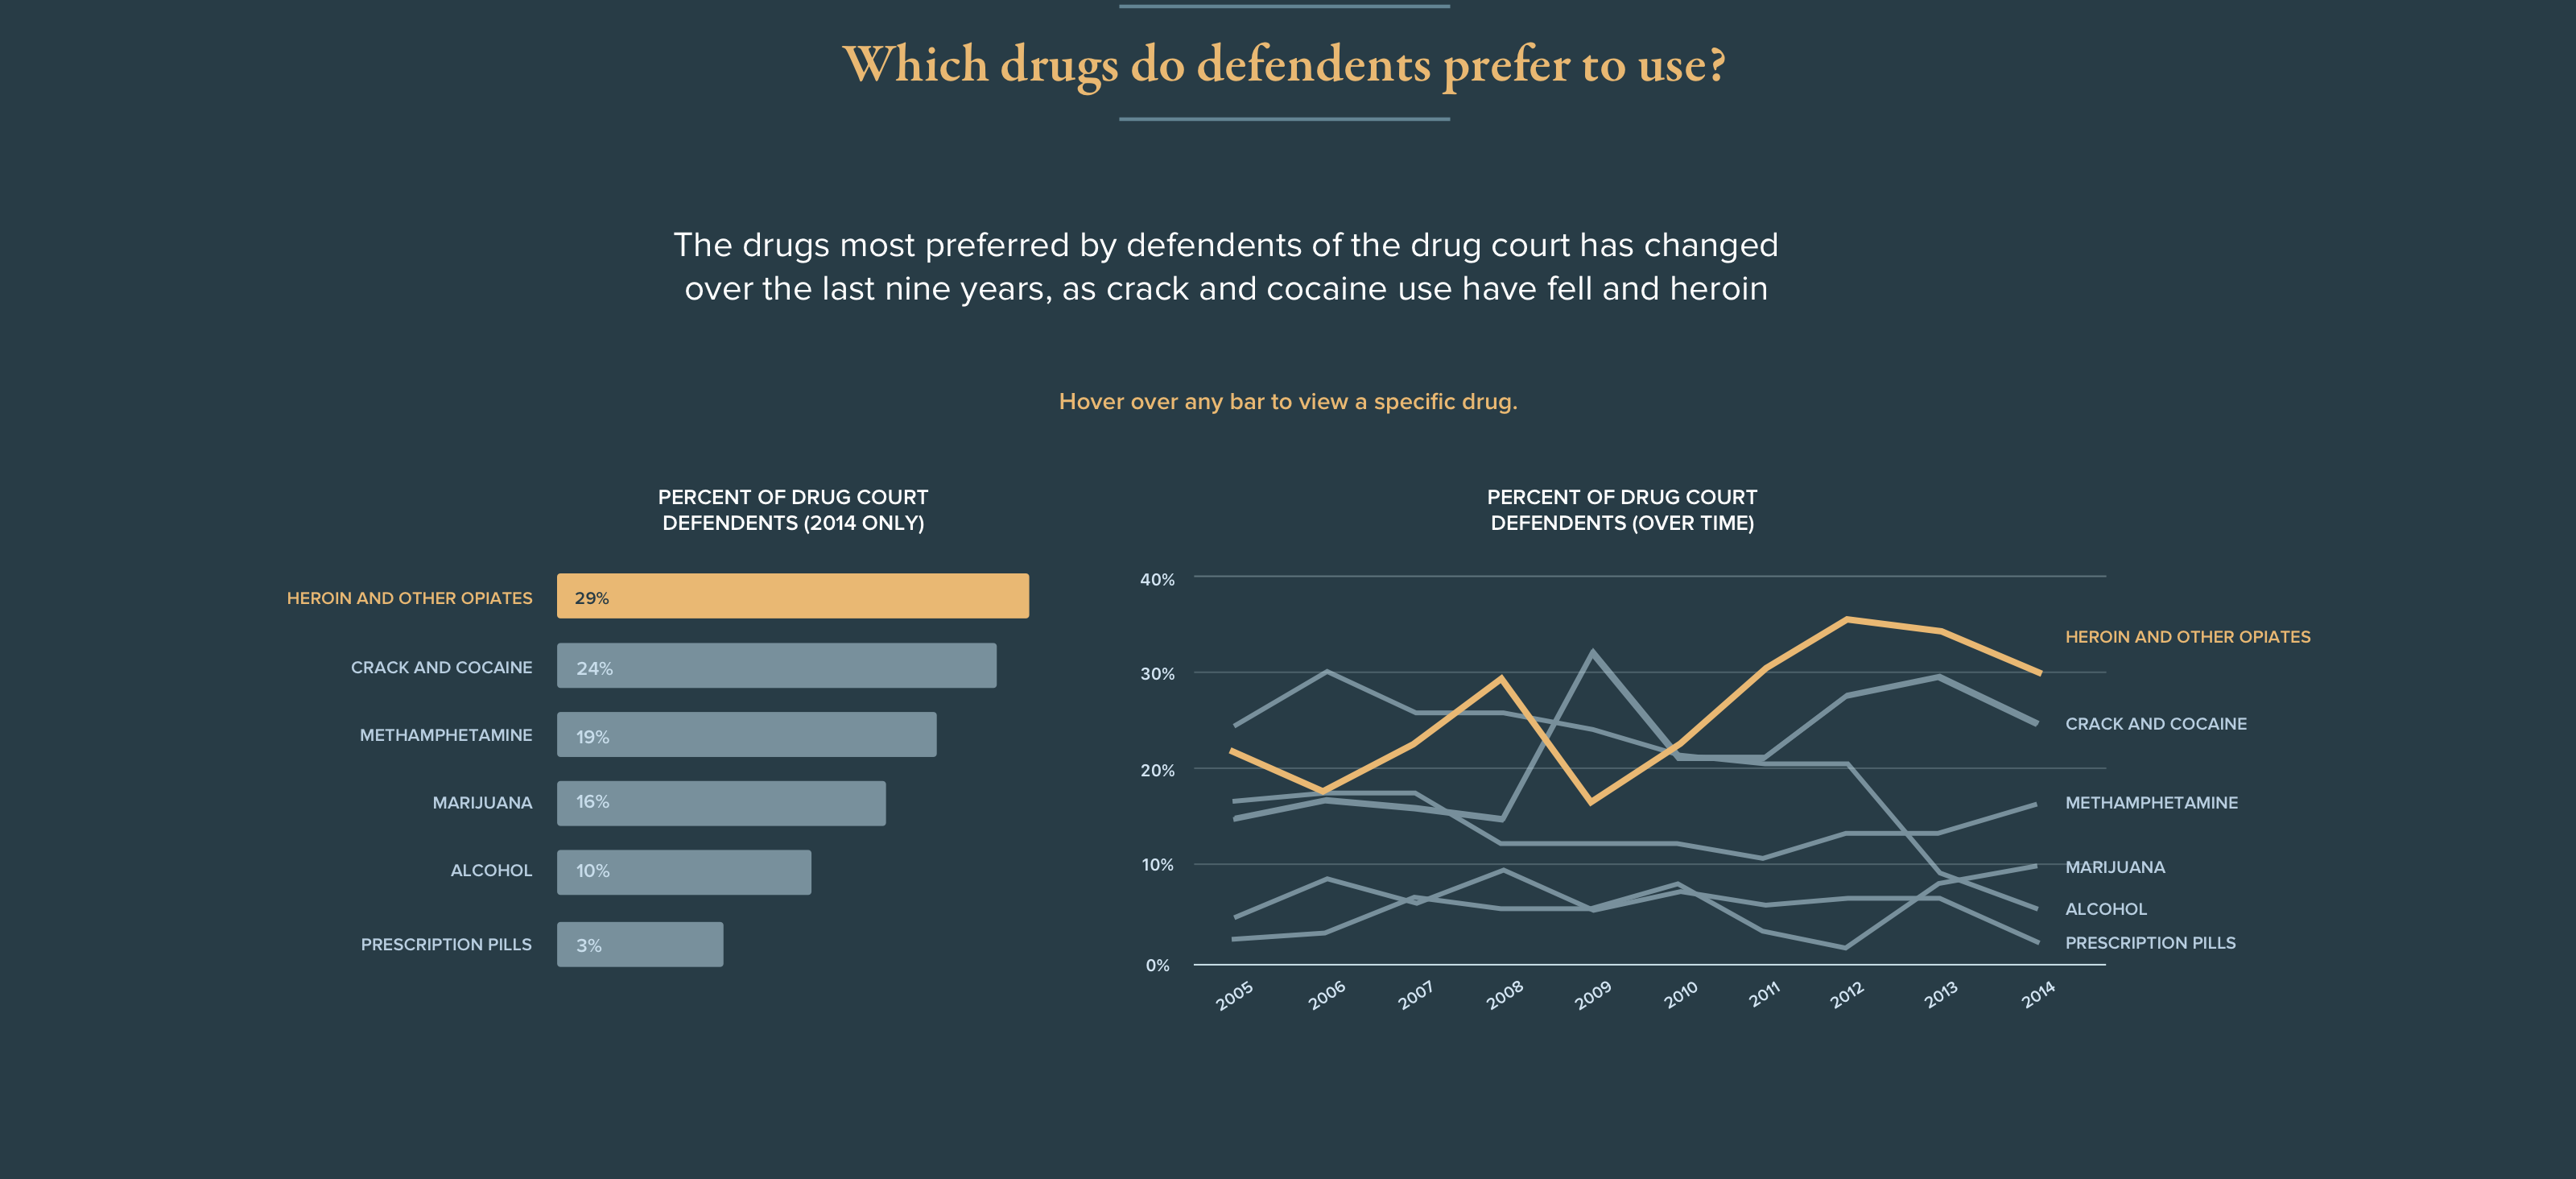 Which drugs do defendents prefer to use?
The drugs most preferred by defendents of the drug court has changed
over the last nine years, as crack and cocaine use have fell and heroin
Hover over any bar to view a specific drug.
PERCENT OF DRUG COURT
DEFENDENTS (2014 ONLY)
HEROIN AND OTHER OPIATES 29%
CRACK AND COCAINE 24%
METHAMPHETAMINE 19%
MARIJUANA 16%
ALCOHOL 10%
PRESCRIPTION PILLS 3%
PERCENT OF DRUG COURT
DEFENDENTS (OVER TIME)
40%
30%
20%
10%
0%
2005 2006 2007 2008 2009 2010 2011 2012 2013 2014
HEROIN AND OTHER OPIATES
CRACK AND COCAINE
METHAMPHETAMINE
MARIJUANA
ALCOHOL
PRESCRIPTION PILLS